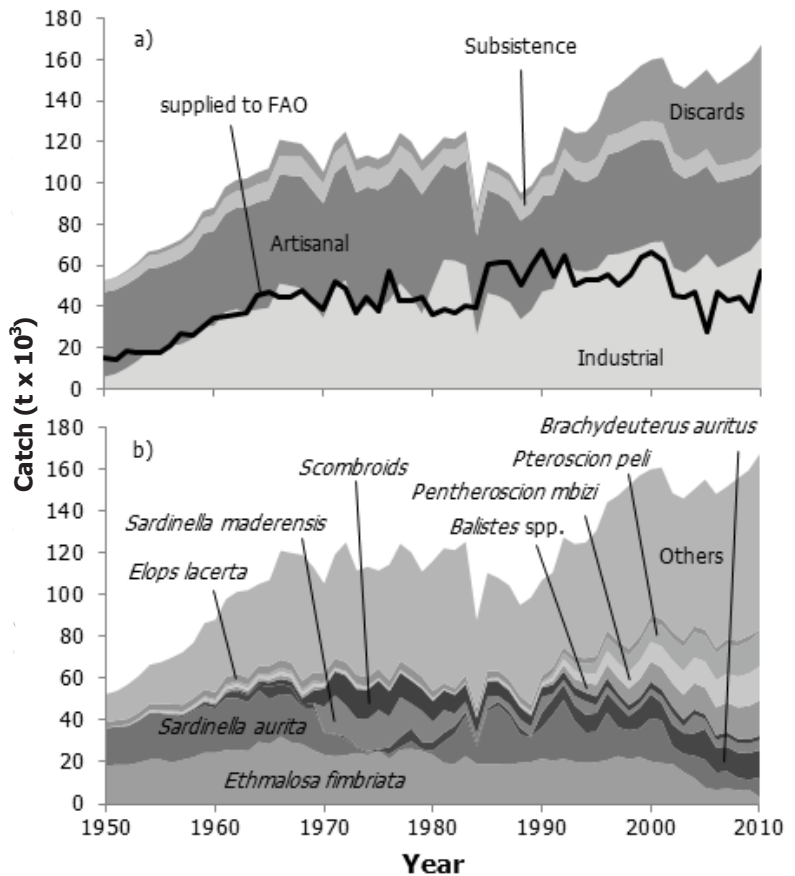 180
160
140
120
100
80
60
40
20
0
a)
Subsistence
supplied to FAO
Discards
Artisanal
Industrial
Catch (t x 10³)
180
160
140
120
100
80
60
40
20
0
b)
Brachydeuterus auritus
Pteroscion peli
Scombroids
Pentheroscion mbizi
Sardinella maderensis
Balistes spp.
Elops lacerta
Others
Sardinella aurita
Ethmalosa fimbriata
1950 1960 1970 1980 1990 2000 2010
Year